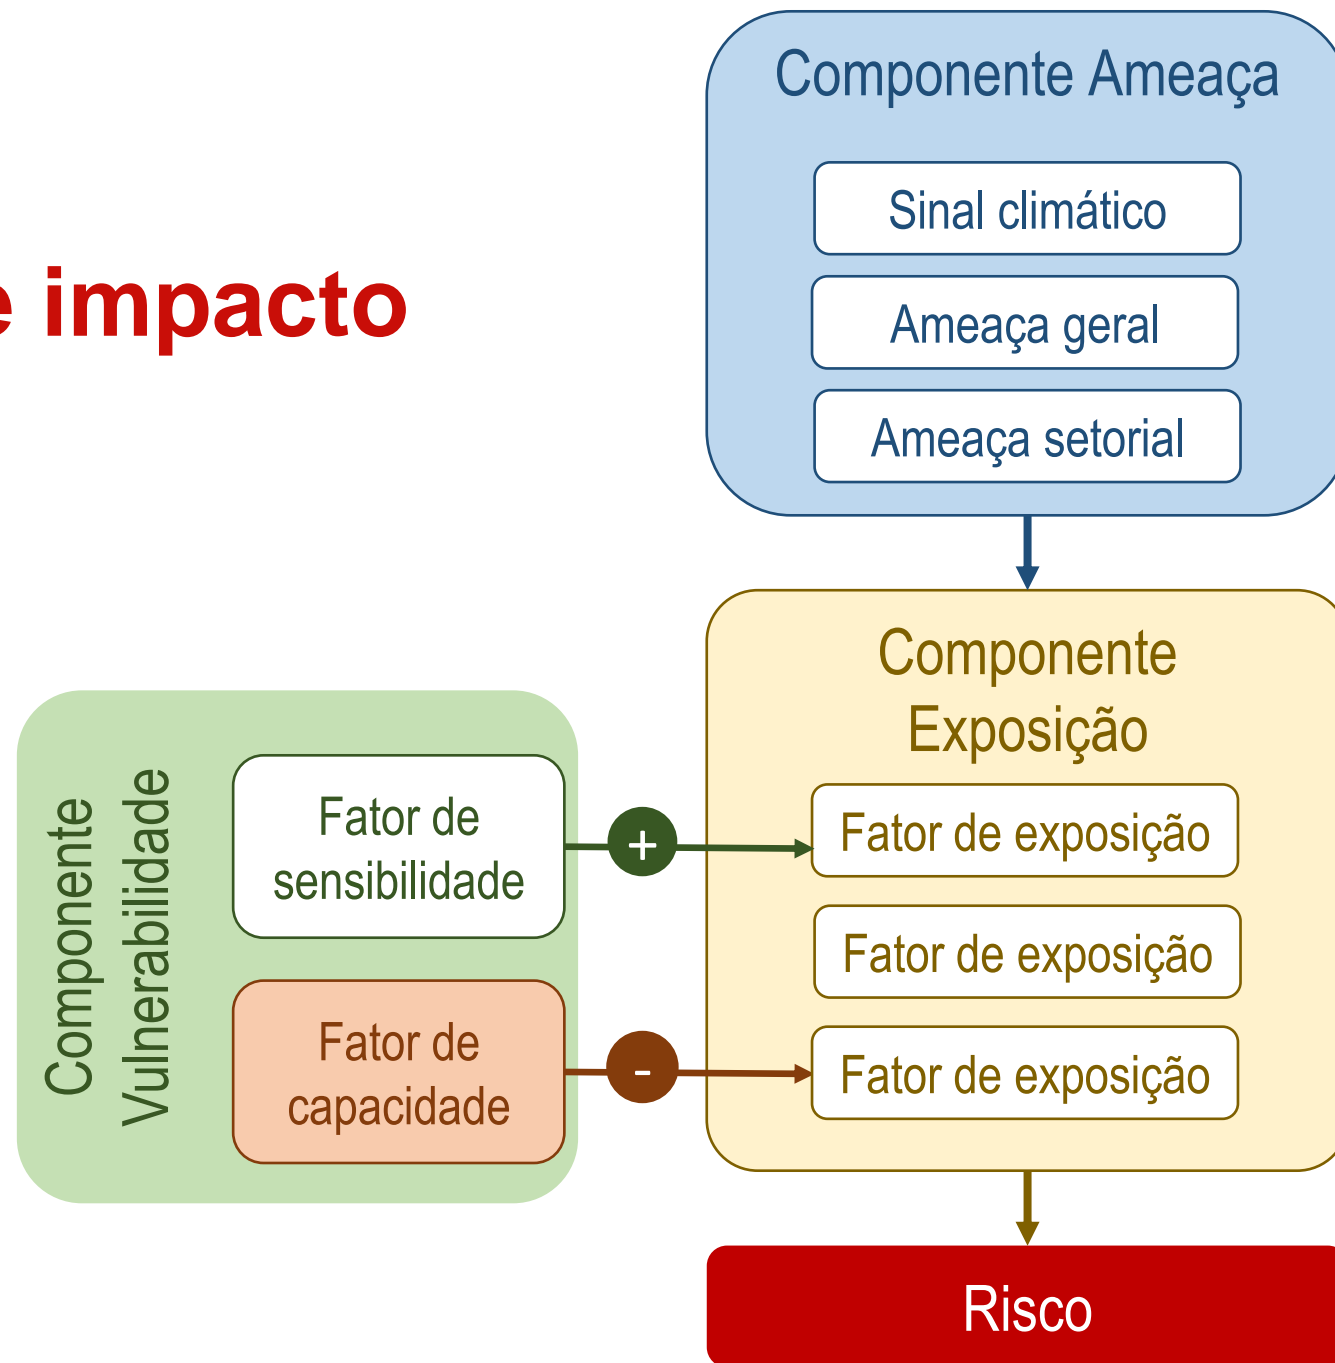 e impacto
Componente Ameaça
Sinal climático
Ameaça geral
Ameaça setorial
Componente
Vulnerabilidade
Fator de
sensibilidade
+
Fator de
capacidade
-
Componente
Exposição
Fator de exposição
Fator de exposição
Fator de exposição
Risco